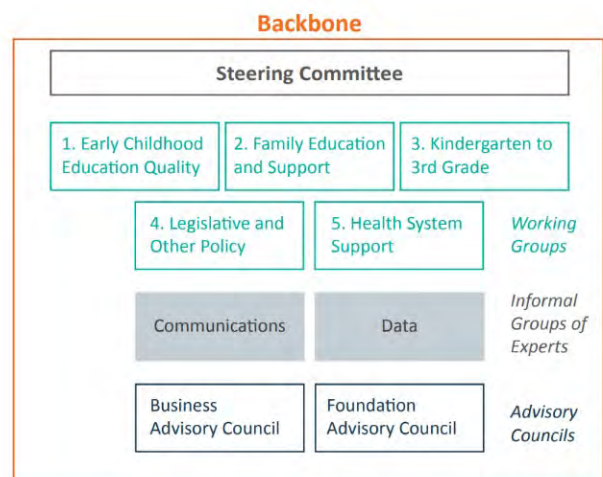 Backbone
Steering Committee
1. Early Childhood
Education Quality
2. Family Education
and Support
3. Kindergarten to
3rd Grade
4. Legislative and
Other Policy
5. Health System
Support
Working
Groups
Communications
Data
Informal
Groups of
Experts
Business
Advisory Council
Foundation
Advisory Council
Advisory
Councils